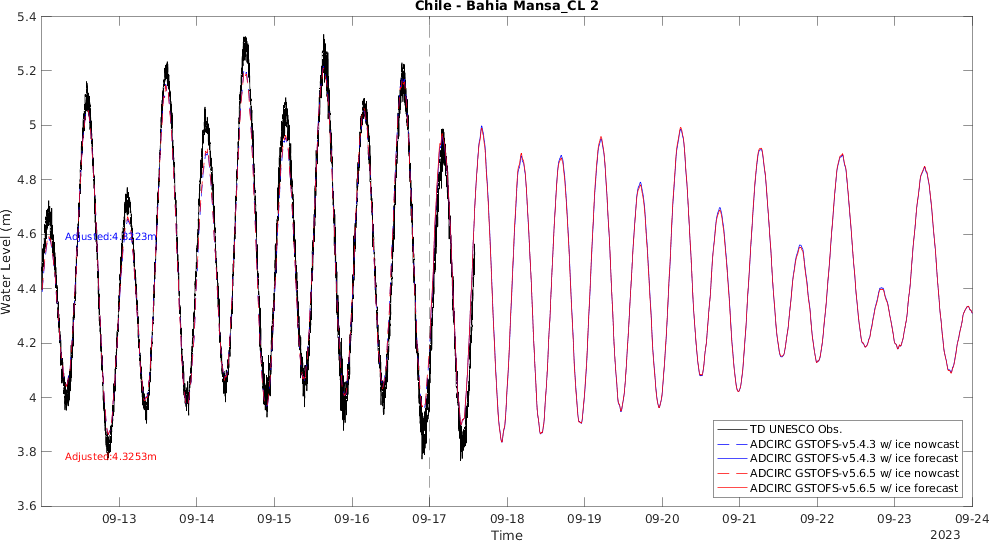 Chile - Bahia Mansa_CL 2
5.4
5.2
5
4.8
4.6
4.4
4.2
4
3.8
3.6
Water Level (m)
Adjusted:4.3223m
Adjusted:4.3253m
TD UNESCO Obs.
ADCIRC GSTOFS-v5.4.3 w/ ice nowcast
ADCIRC GSTOFS-v5.4.3 w/ ice forecast
ADCIRC GSTOFS-v5.6.5 w/ ice nowcast
ADCIRC GSTOFS-v5.6.5 w/ ice forecast
09-13 09-14 09-15 09-16 09-17 09-18 09-19 09-20 09-21 09-22 09-23 09-24
Time
2023